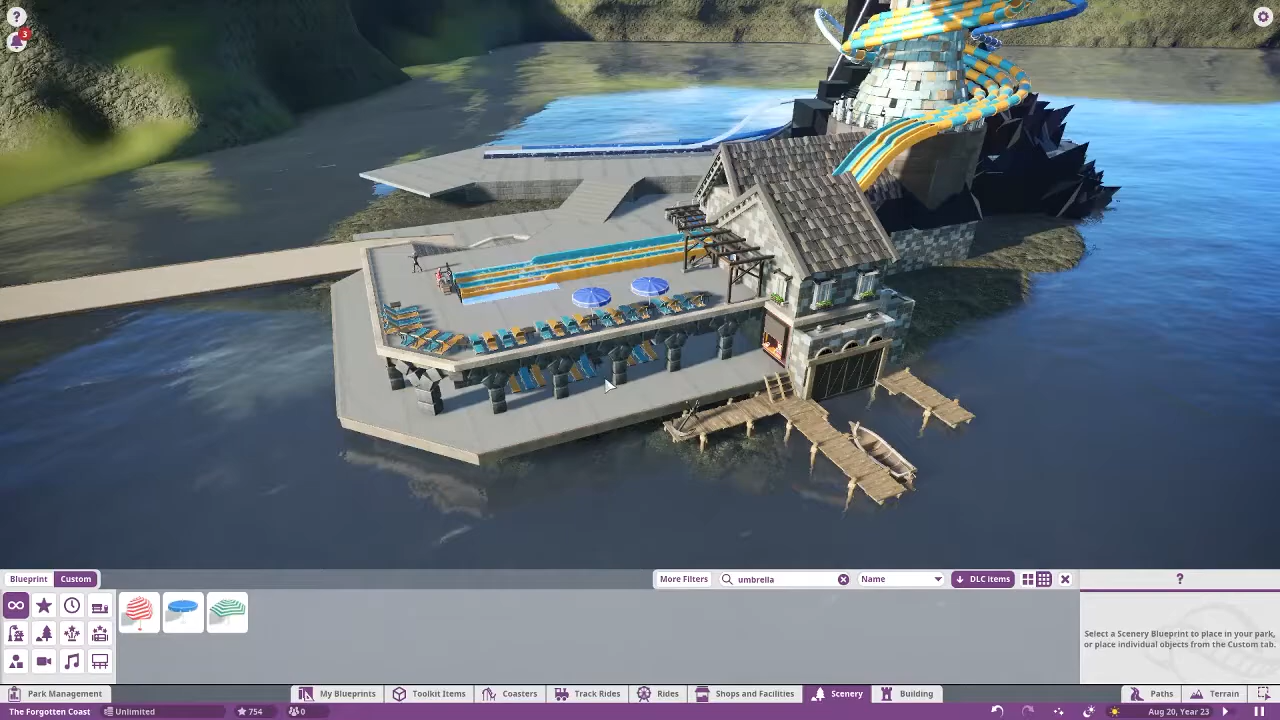 ?
3
Blueprint Custom More Filters umbrella Name DLC items ?
Select a Scenery Blueprint to place in your park,
or place individual objects from the Custom tab.
Park Management My Blueprints Toolkit Items Coasters Track Rides Rides Shops and Facilities Scenery Building Paths Terrain
The Forgotten Coast Unlimited 754 0 Aug 20, Year 23